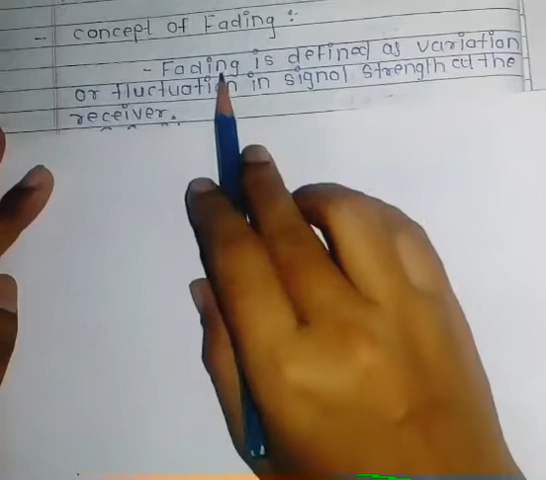 - concept of Fading :-
- Fading is defined as variation
or fluctuation in signal strength at the
receiver.